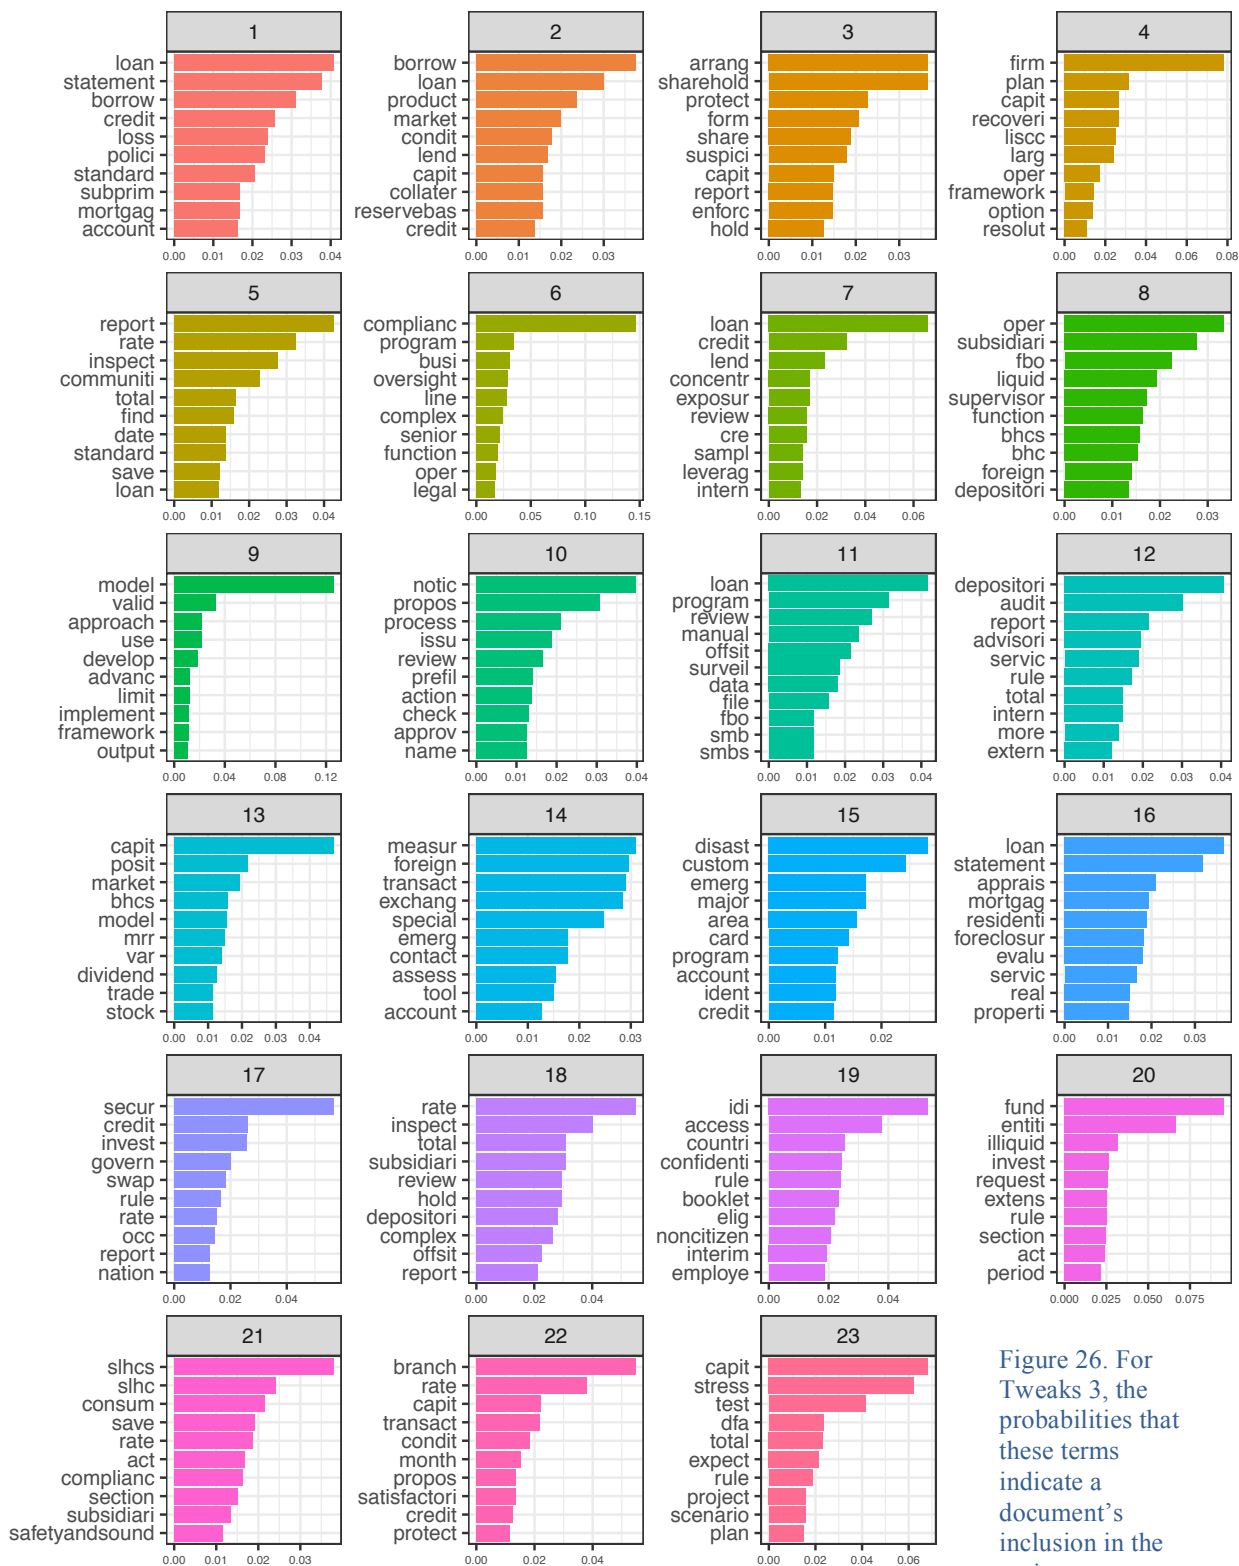 1
loan
statement
borrow
credit
loss
polici
standard
subprim
mortgag
account
0.00 0.01 0.02 0.03 0.04
2
borrow
loan
product
market
condit
lend
capit
collater
reservebas
credit
0.00 0.01 0.02 0.03
3
arrang
sharehold
protect
form
share
suspici
capit
report
enforc
hold
0.00 0.01 0.02 0.03
4
firm
plan
capit
recoveri
liscc
larg
oper
framework
option
resolut
0.00 0.02 0.04 0.06 0.08
5
report
rate
inspect
communiti
total
find
date
standard
save
loan
0.00 0.01 0.02 0.03 0.04
6
complianc
program
busi
oversight
line
complex
senior
function
oper
legal
0.00 0.05 0.10 0.15
7
loan
credit
lend
concentr
exposur
review
cre
sampl
leverag
intern
0.00 0.02 0.04 0.06
8
oper
subsidiari
fbo
liquid
supervisor
function
bhcs
bhc
foreign
depositori
0.00 0.01 0.02 0.03
9
model
valid
approach
use
develop
advanc
limit
implement
framework
output
0.00 0.04 0.08 0.12
10
notic
propos
process
issu
review
prefil
action
check
approv
name
0.00 0.01 0.02 0.03 0.04
11
loan
program
review
manual
offsit
surveil
data
file
fbo
smb
smbs
0.00 0.01 0.02 0.03 0.04
12
depositori
audit
report
advisori
servic
rule
total
intern
more
extern
0.00 0.01 0.02 0.03 0.04
13
capit
posit
market
bhcs
model
mrr
var
dividend
trade
stock
0.00 0.01 0.02 0.03 0.04
14
measur
foreign
transact
exchang
special
emerg
contact
assess
tool
account
0.00 0.01 0.02 0.03
15
disast
custom
emerg
major
area
card
program
account
ident
credit
0.00 0.01 0.02
16
loan
statement
apprais
mortgag
residenti
foreclosur
evalu
servic
real
properti
0.00 0.01 0.02 0.03
17
secur
credit
invest
govern
swap
rule
rate
occ
report
nation
0.00 0.02 0.04
18
rate
inspect
total
subsidiari
review
hold
depositori
complex
offsit
report
0.00 0.02 0.04
19
idi
access
countri
confidenti
rule
booklet
elig
noncitizen
interim
employe
0.00 0.02 0.04
20
fund
entiti
illiquid
invest
request
extens
rule
section
act
period
0.000 0.025 0.050 0.075
21
slhcs
slhc
consum
save
rate
act
complianc
section
subsidiari
safetyandsound
0.00 0.01 0.02 0.03
22
branch
rate
capit
transact
condit
month
propos
satisfactori
credit
protect
0.00 0.02 0.04
23
capit
stress
test
dfa
total
expect
rule
project
scenario
plan
0.00 0.02 0.04 0.06
Figure 26. For
Tweaks 3, the
probabilities that
these terms
indicate a
document's
inclusion in the